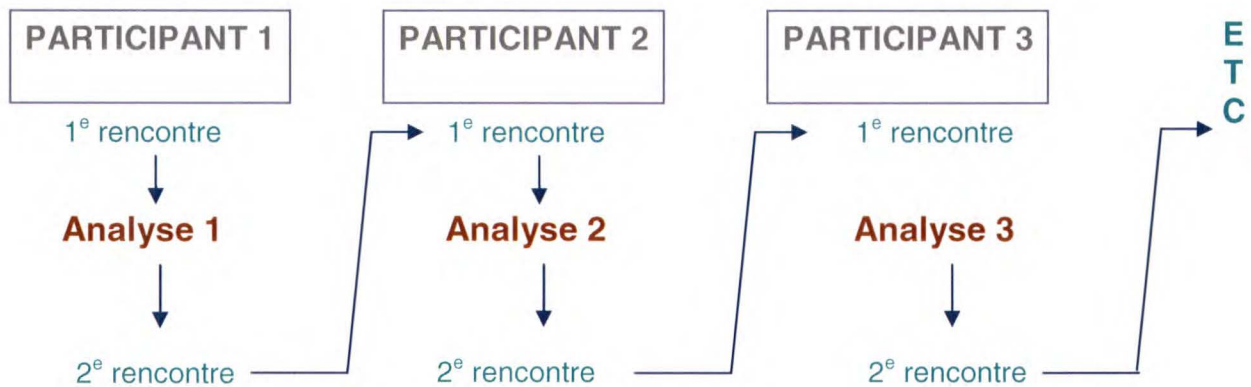 PARTICIPANT 1
PARTICIPANT 2
PARTICIPANT 3
E
T
C
1e rencontre
1e rencontre
1e rencontre
Analyse 1
Analyse 2
Analyse 3
2e rencontre
2e rencontre
2e rencontre